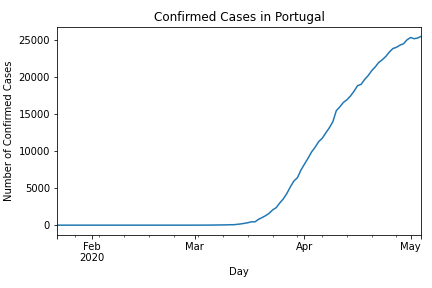 Confirmed Cases in Portugal
Number of Confirmed Cases
25000
20000
15000
10000
5000
0
Feb
2020
Mar
Apr
May
Day